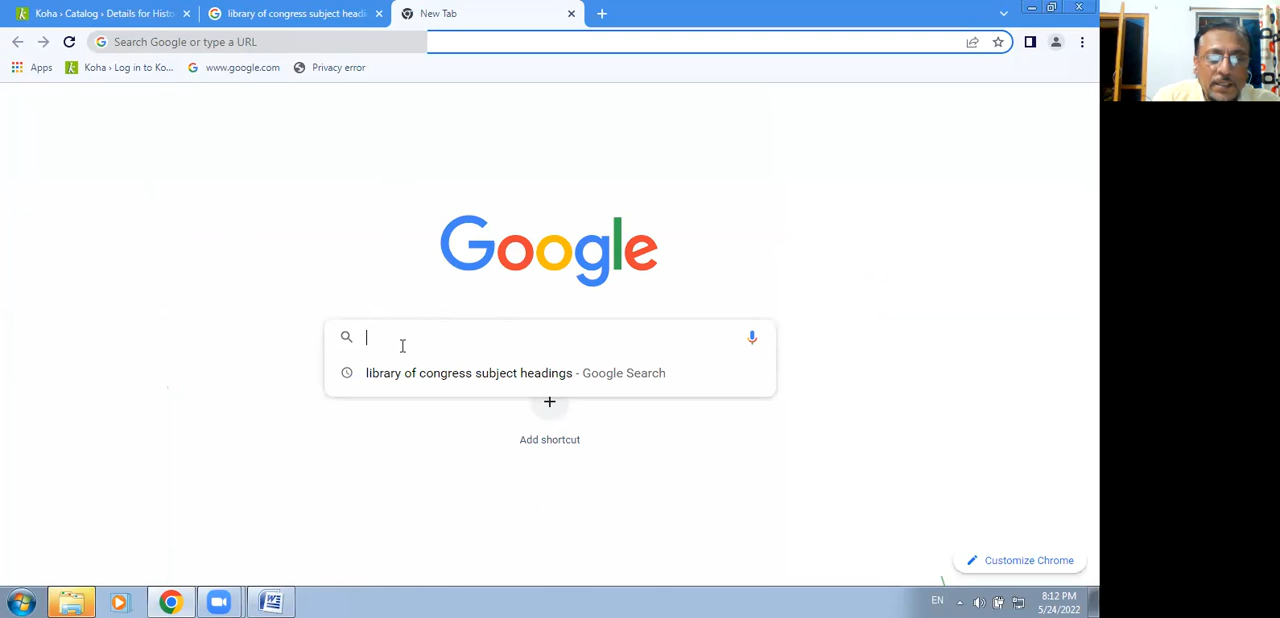 Koha › Catalog › Details for Histo
library of congress subject headi
New Tab
Search Google or type a URL
Apps
Koha › Log in to Ko...
www.google.com
Privacy error
Google
library of congress subject headings - Google Search
Add shortcut
Customize Chrome
EN
8:12 PM
5/24/2022